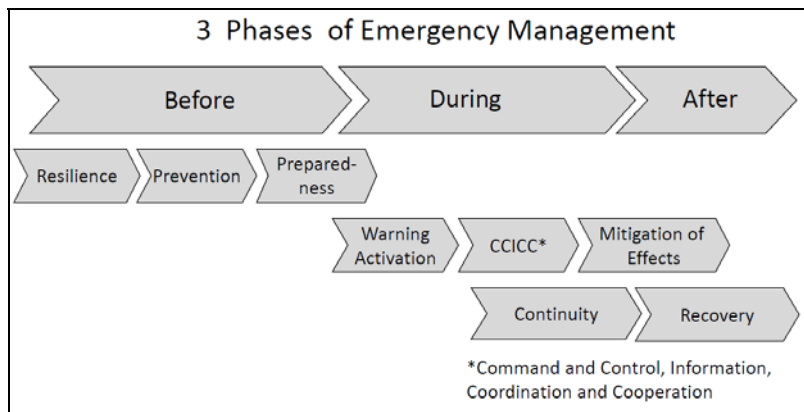 3 Phases of Emergency Management
Before
During
After
Resilience
Prevention
Prepared-
ness
Warning
Activation
CCICC*
Mitigation of
Effects
Continuity
Recovery
*Command and Control, Information,
Coordination and Cooperation